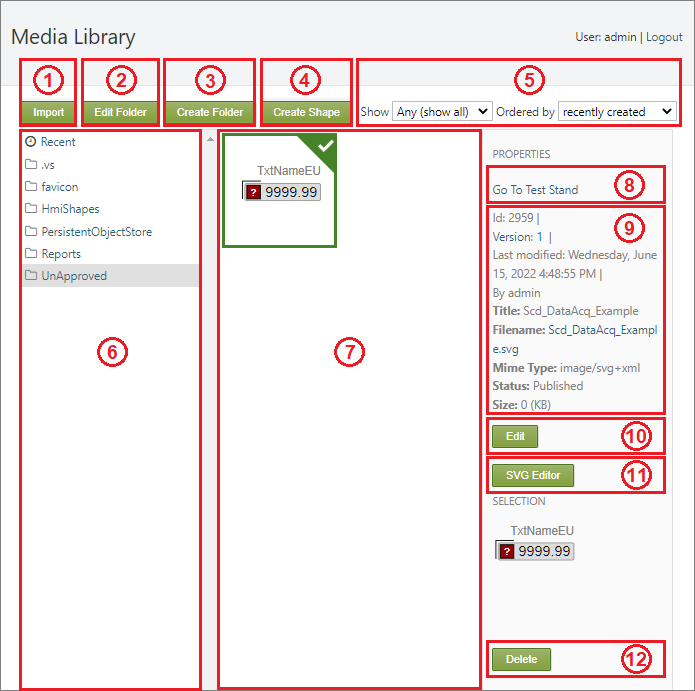 Media Library
User: admin | Logout
1
2
3
4
5
Import
Edit Folder
Create Folder
Create Shape
Show Any (show all) Ordered by recently created
Recent
.vs
favicon
HmiShapes
PersistentObjectStore
Reports
UnApproved
6
TxtNameEU
? 9999.99
7
PROPERTIES
Go To Test Stand
8
Id: 2959 |
9
Version: 1 |
Last modified: Wednesday, June
15, 2022 4:48:55 PM |
By admin
Title: Scd_DataAcq_Example
Filename: Scd_DataAcq_Exampl
e.svg
Mime Type: image/svg+xml
Status: Published
Size: 0 (KB)
Edit
10
SVG Editor
11
SELECTION
TxtNameEU
? 9999.99
Delete
12